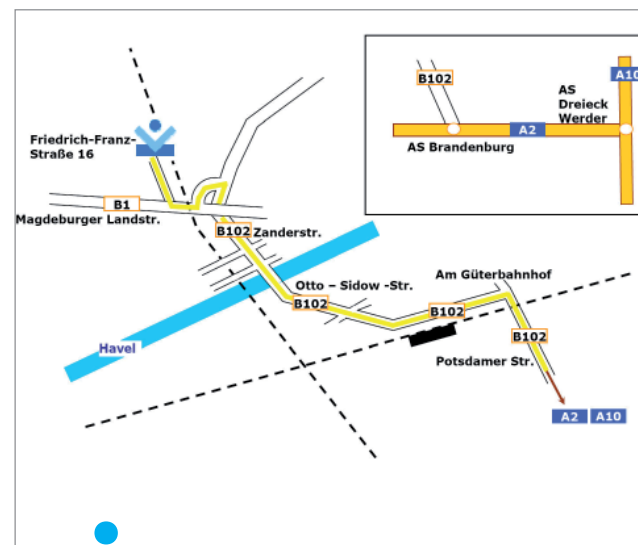 A10
B102
AS
Dreieck
Werder
A2
AS Brandenburg
Friedrich-Franz-
Straße 16
B1
Magdeburger Landstr.
B102
Zanderstr.
Otto – Sidow -Str.
B102
Am Güterbahnhof
B102
Havel
B102
Potsdamer Str.
A2
A10